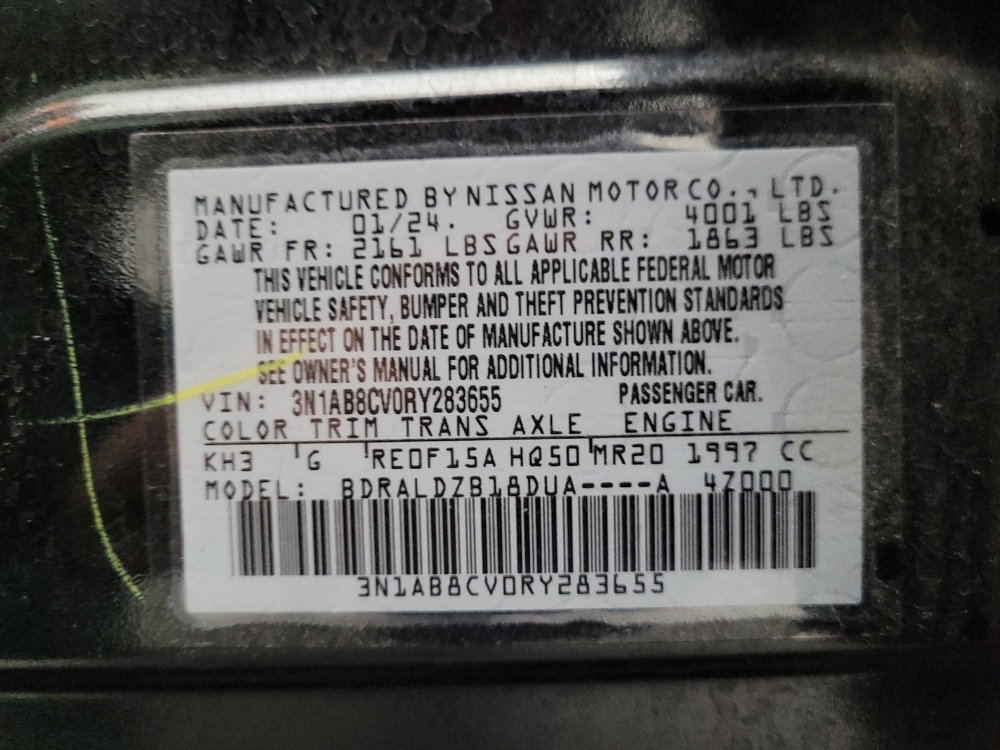 MANUFACTURED BY NISSAN MOTOR CO., LTD.
DATE: 01/24. GVWR: 4001 LBS
GAWR FR: 2161 LBS GAWR RR: 1863 LBS
THIS VEHICLE CONFORMS TO ALL APPLICABLE FEDERAL MOTOR
VEHICLE SAFETY, BUMPER AND THEFT PREVENTION STANDARDS
IN EFFECT ON THE DATE OF MANUFACTURE SHOWN ABOVE.
SEE OWNER'S MANUAL FOR ADDITIONAL INFORMATION.
VIN: 3N1AB8CV0RY283655 PASSENGER CAR.
COLOR TRIM TRANS AXLE ENGINE
KH3 G RE0F15A HQ50 MR20 1997 CC
MODEL: BDRALDZB18DUA----A 4Z000
3N1AB8CV0RY283655